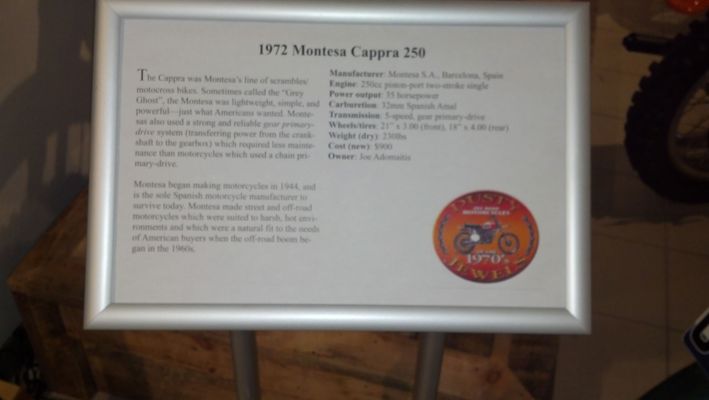 1972 Montesa Cappra 250
The Cappra was Montesa's line of scrambles/
motocross bikes. Sometimes called the "Grey
Ghost", the Montesa was lightweight, simple, and
powerful—just what Americans wanted. Monte-
sas also used a strong and reliable gear primary-
drive system (transferring power from the crank-
shaft to the gearbox) which required less mainte-
nance than motorcycles which used a chain pri-
mary-drive.
Montesa began making motorcycles in 1944, and
is the sole Spanish motorcycle manufacturer to
survive today. Montesa made street and off-road
motorcycles which were suited to harsh, hot envi-
ronments and which were a natural fit to the needs
of American buyers when the off-road boom be-
gan in the 1960s.
Manufacturer: Montesa S.A., Barcelona, Spain
Engine: 250cc piston-port two-stroke single
Power output: 35 horsepower
Carburetion: 32mm Spanish Amal
Transmission: 5-speed, gear primary-drive
Wheels/tires: 21" x 3.00 (front), 18" x 4.00 (rear)
Weight (dry): 230lbs
Cost (new): $900
Owner: Joe Adomaitis
DUSTY
MOTORCYCLES
1970's
JEWELS